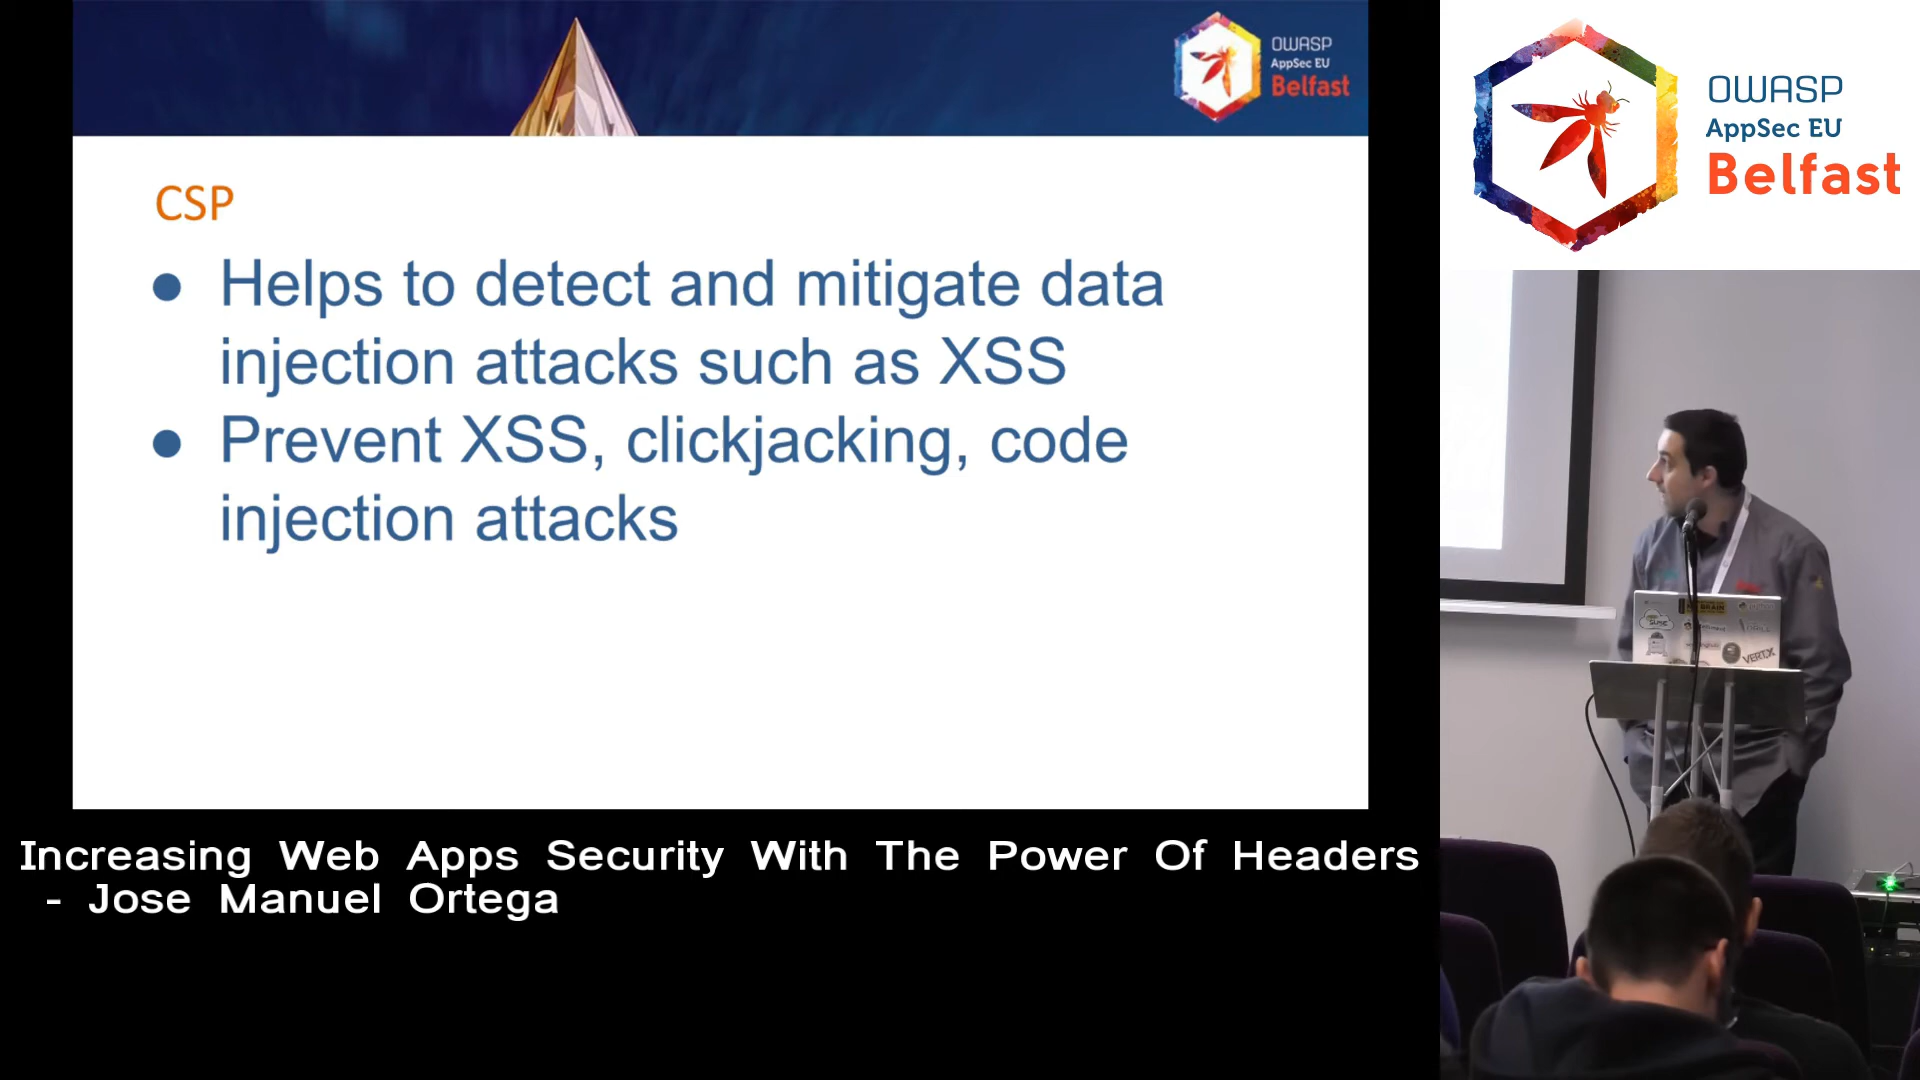 OWASP
AppSec EU
Belfast
CSP
● Helps to detect and mitigate data
injection attacks such as XSS
● Prevent XSS, clickjacking, code
injection attacks
Increasing Web Apps Security With The Power Of Headers
- Jose Manuel Ortega
OWASP
AppSec EU
Belfast
VERT.X